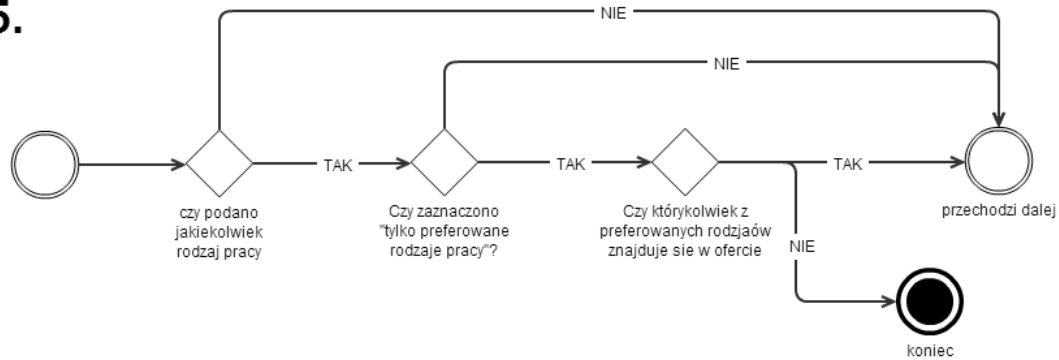 5.
NIE
NIE
TAK
TAK
TAK
czy podano
jakiekolwiek
rodzaj pracy
Czy zaznaczono
"tylko preferowane
rodzaje pracy"?
Czy którykolwiek z
preferowanych rodzjaów
znajduje sie w ofercie
przechodzi dalej
NIE
koniec